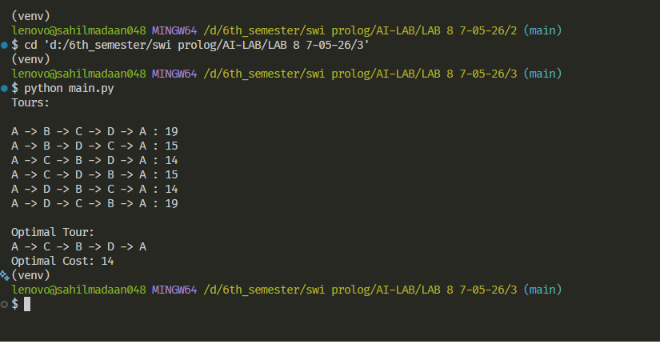 (venv)
lenovo@sahilmadaan048 MINGW64 /d/6th_semester/swi prolog/AI-LAB/LAB 8 7-05-26/2 (main)
$ cd 'd:/6th_semester/swi prolog/AI-LAB/LAB 8 7-05-26/3'
(venv)
lenovo@sahilmadaan048 MINGW64 /d/6th_semester/swi prolog/AI-LAB/LAB 8 7-05-26/3 (main)
$ python main.py
Tours:
A -> B -> C -> D -> A : 19
A -> B -> D -> C -> A : 15
A -> C -> B -> D -> A : 14
A -> C -> D -> B -> A : 15
A -> D -> B -> C -> A : 14
A -> D -> C -> B -> A : 19
Optimal Tour:
A -> C -> B -> D -> A
Optimal Cost: 14
(venv)
lenovo@sahilmadaan048 MINGW64 /d/6th_semester/swi prolog/AI-LAB/LAB 8 7-05-26/3 (main)
$